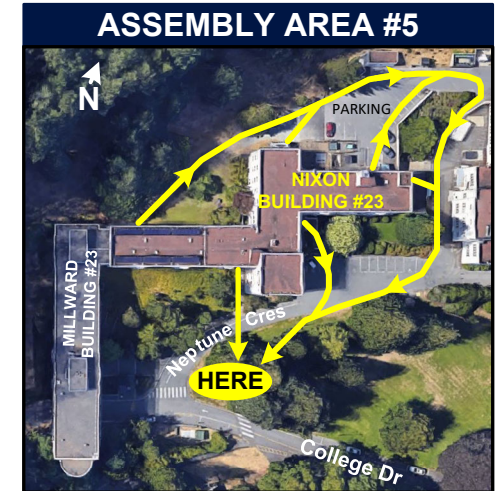 ASSEMBLY AREA #5
N
PARKING
NIXON
BUILDING #23
MILLWARD
BUILDING #23
Neptune Cres
HERE
College Dr